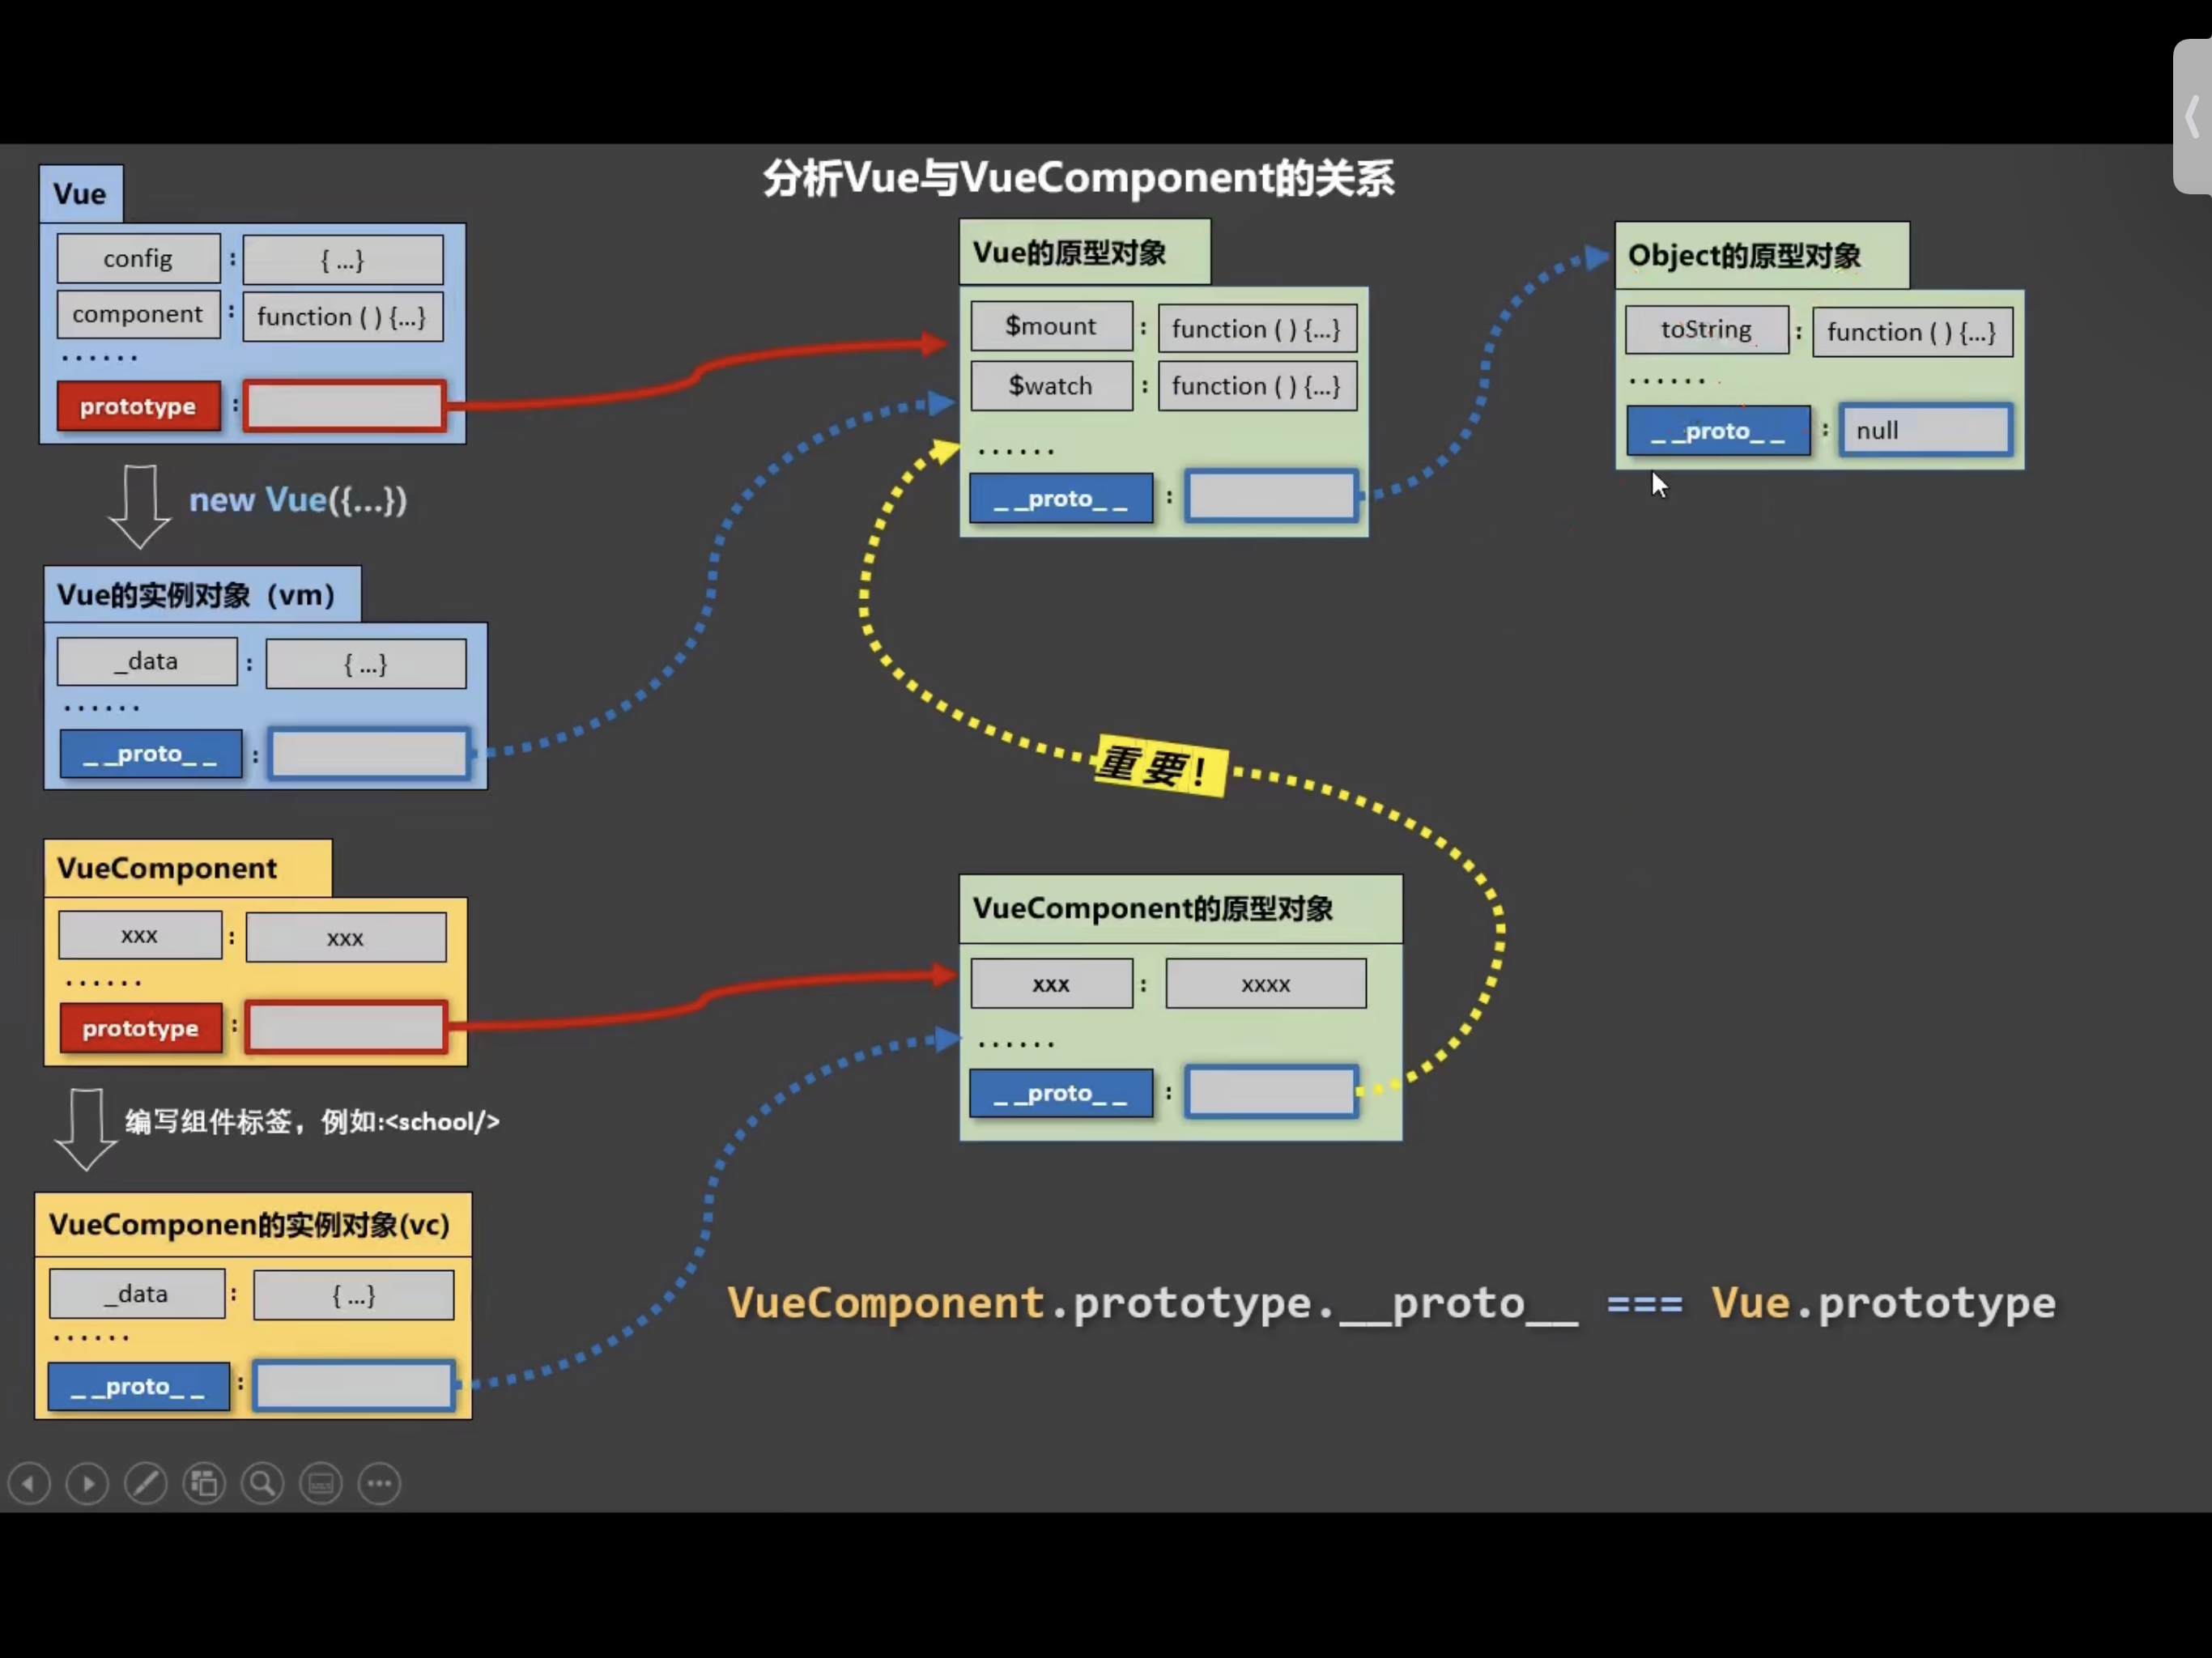 分析Vue与VueComponent的关系
Vue
config : { ...}
component : function ( ) {...}
......
prototype :
new Vue({...})
Vue的实例对象（vm）
_data : { ...}
......
_ _proto_ _ :
VueComponent
xxx : xxx
......
prototype :
编写组件标签，例如:<school/>
VueComponen的实例对象(vc)
_data : { ...}
......
_ _proto_ _ :
Vue的原型对象
$mount : function ( ) {...}
$watch : function ( ) {...}
......
_ _proto_ _ :
Object的原型对象
toString : function ( ) {...}
......
_ _proto_ _ : null
重要！
VueComponent的原型对象
xxx : xxxx
......
_ _proto_ _ :
VueComponent.prototype.__proto__ === Vue.prototype